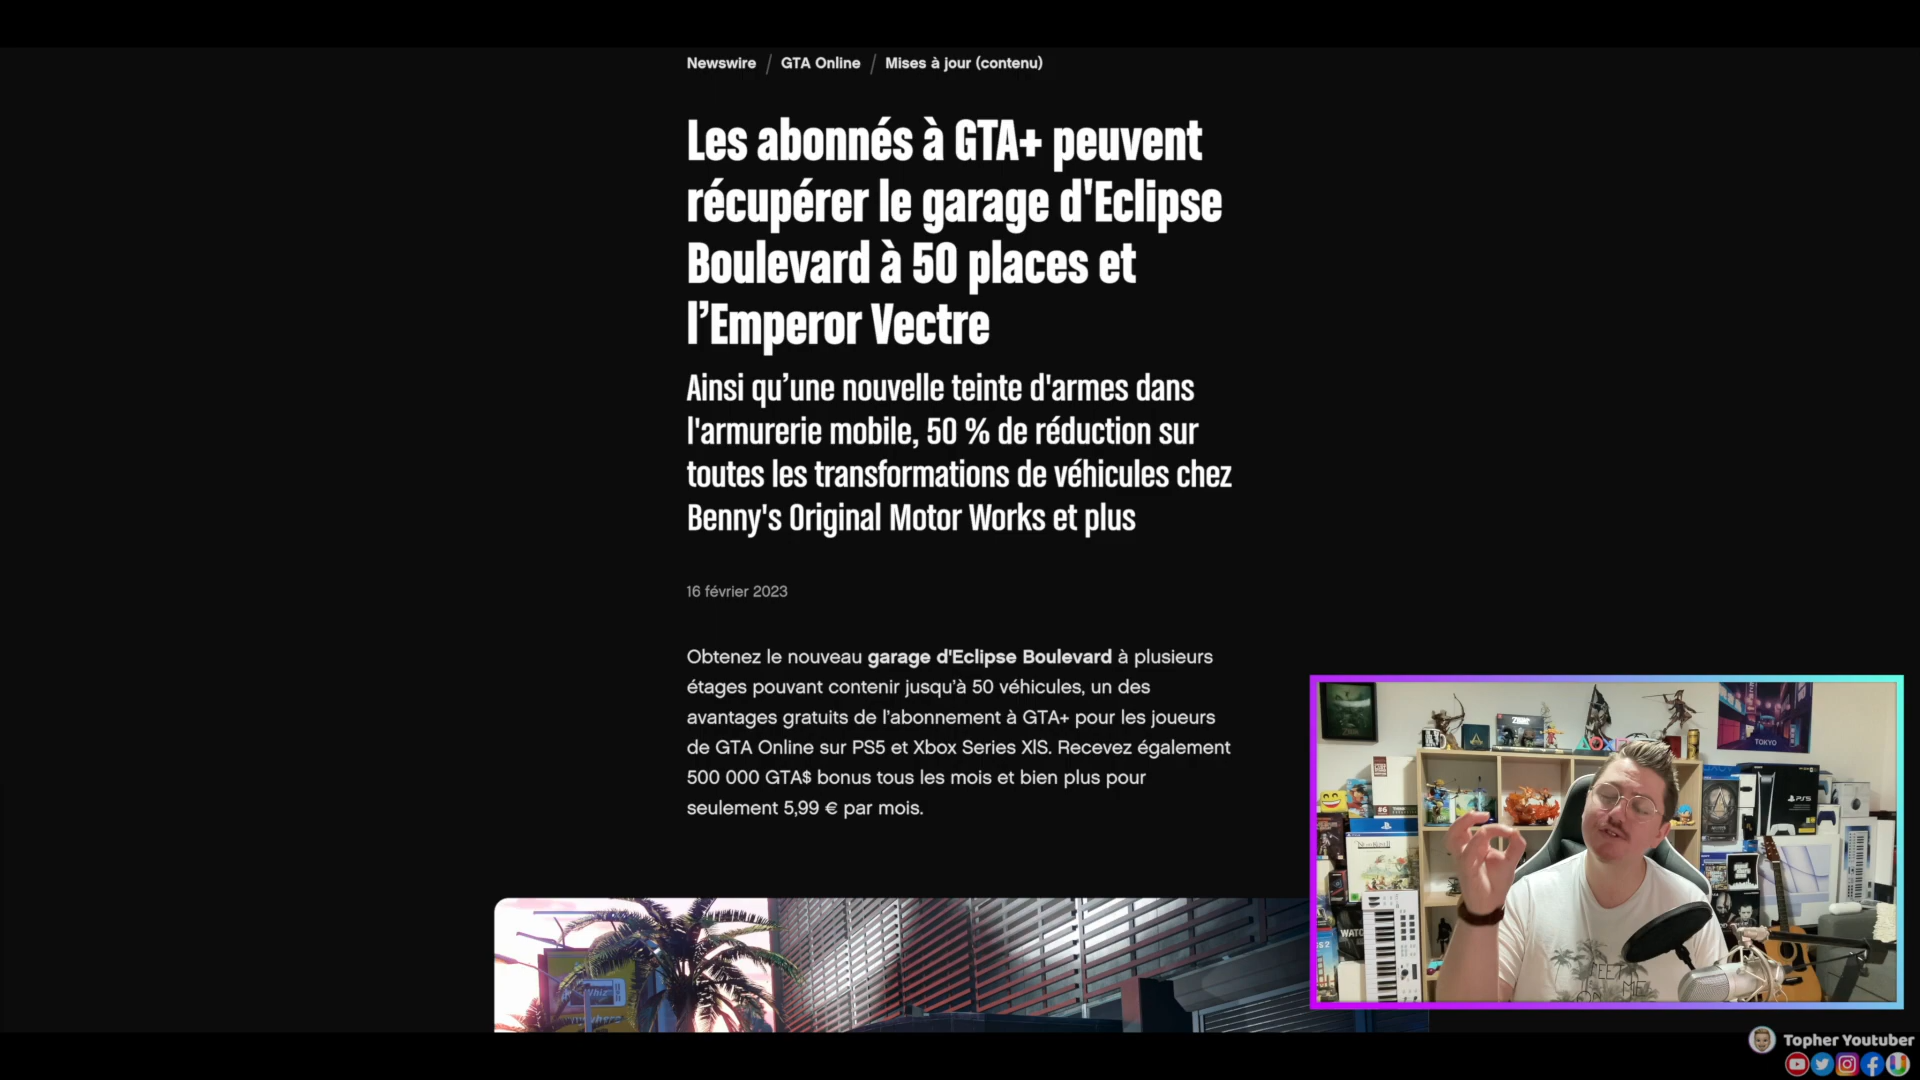 Newswire / GTA Online / Mises à jour (contenu)
Les abonnés à GTA+ peuvent
récupérer le garage d'Eclipse
Boulevard à 50 places et
l’Emperor Vectre
Ainsi qu’une nouvelle teinte d'armes dans
l'armurerie mobile, 50 % de réduction sur
toutes les transformations de véhicules chez
Benny's Original Motor Works et plus
16 février 2023
Obtenez le nouveau garage d'Eclipse Boulevard à plusieurs
étages pouvant contenir jusqu’à 50 véhicules, un des
avantages gratuits de l’abonnement à GTA+ pour les joueurs
de GTA Online sur PS5 et Xbox Series X|S. Recevez également
500 000 GTA$ bonus tous les mois et bien plus pour
seulement 5,99 € par mois.
TOKYO
PS5
#6
Topher Youtuber